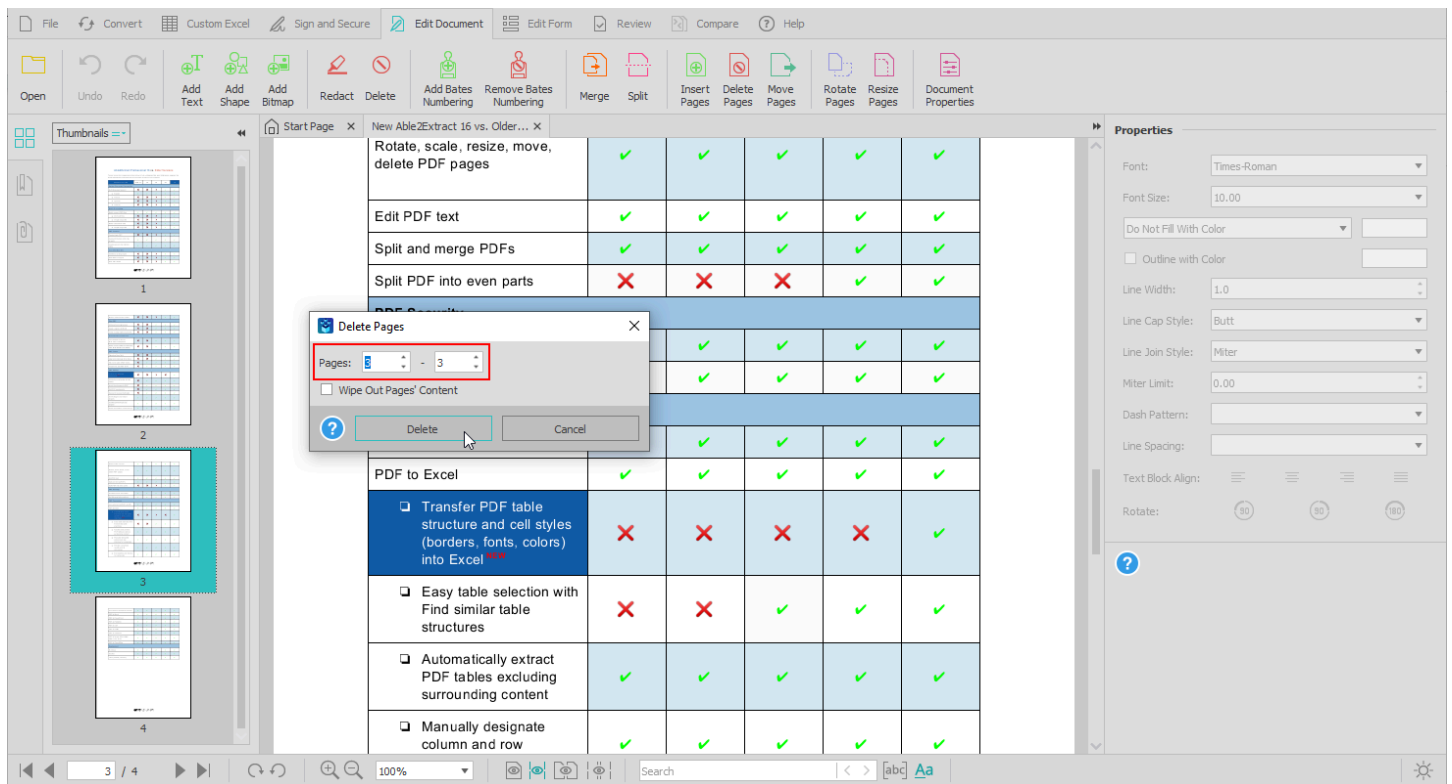 File Convert Custom Excel Sign and Secure Edit Document Edit Form Review Compare Help
Open Undo Redo Add Text Add Shape Add Bitmap Redact Delete Add Bates Numbering Remove Bates Numbering Merge Split Insert Pages Delete Pages Move Pages Rotate Pages Resize Pages Document Properties
Thumbnails
Start Page X New Able2Extract 16 vs. Older... X
1
2
3
4
Rotate, scale, resize, move,
delete PDF pages
Edit PDF text
Split and merge PDFs
Split PDF into even parts
PDF Security
Delete Pages
Pages: 3 - 3
Wipe Out Pages' Content
? Delete Cancel
PDF to Excel
Transfer PDF table
structure and cell styles
(borders, fonts, colors)
into Excel
Easy table selection with
Find similar table
structures
Automatically extract
PDF tables excluding
surrounding content
Manually designate
column and row
Properties
Font: Times-Roman
Font Size: 10.00
Do Not Fill With Color
Outline with Color
Line Width: 1.0
Line Cap Style: Butt
Line Join Style: Miter
Miter Limit: 0.00
Dash Pattern:
Line Spacing:
Text Block Align:
Rotate: 90 90 180
?
3 / 4 100% Search [abc] Aa